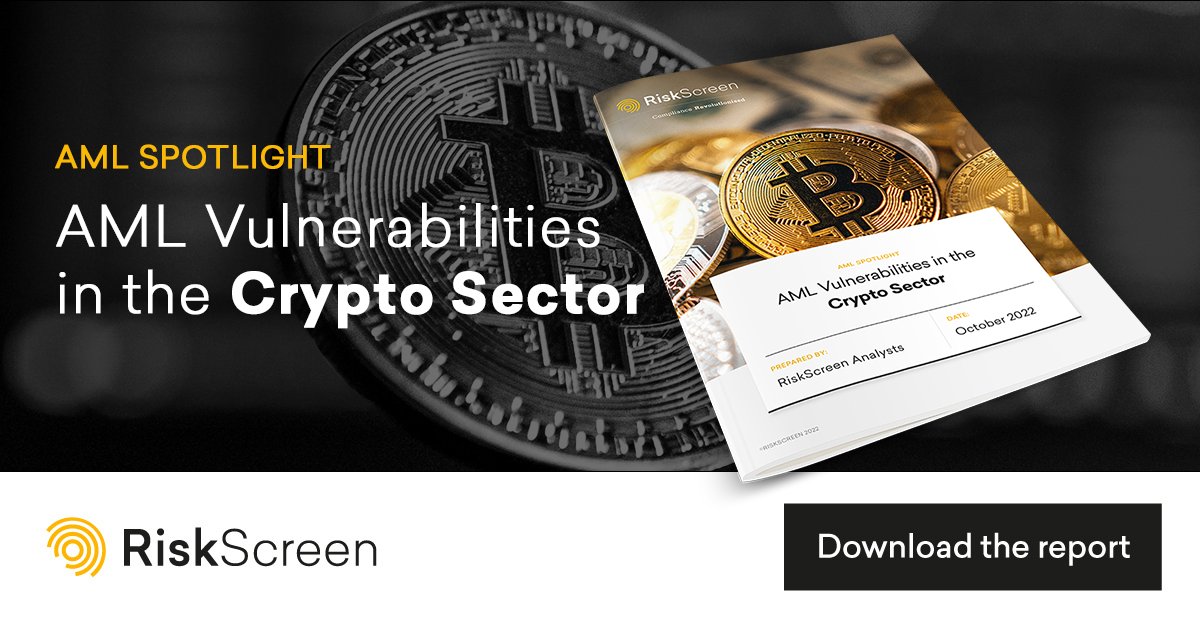 AML SPOTLIGHT
AML Vulnerabilities
in the Crypto Sector
RiskScreen
Compliance Revolutionised
AML SPOTLIGHT
AML Vulnerabilities in the
Crypto Sector
PREPARED BY:
RiskScreen Analysts
DATE:
October 2022
©RISKSCREEN 2022
RiskScreen
Download the report